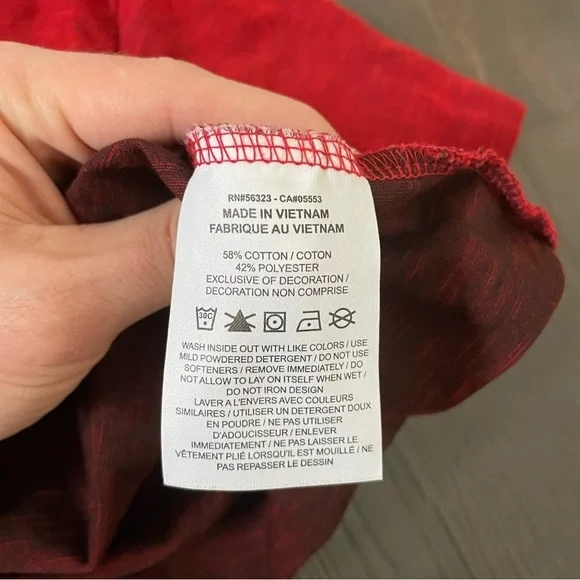 RN#56323 - CA#05553
MADE IN VIETNAM
FABRIQUE AU VIETNAM
58% COTTON / COTON
42% POLYESTER
EXCLUSIVE OF DECORATION /
DECORATION NON COMPRISE
30C
WASH INSIDE OUT WITH LIKE COLORS / USE
MILD POWDERED DETERGENT / DO NOT USE
SOFTENERS / REMOVE IMMEDIATELY / DO
NOT ALLOW TO LAY ON ITSELF WHEN WET /
DO NOT IRON DESIGN
LAVER A L'ENVERS AVEC COULEURS
SIMILAIRES / UTILISER UN DETERGENT DOUX
EN POUDRE / NE PAS UTILISER
D'ADOUCISEUR / ENLEVER
IMMEDIATEMENT / NE PAS LAISSER LE
VÊTEMENT PLIÉ LORSQU'IL EST MOUILLÉ / NE
PAS REPASSER LE DESSIN